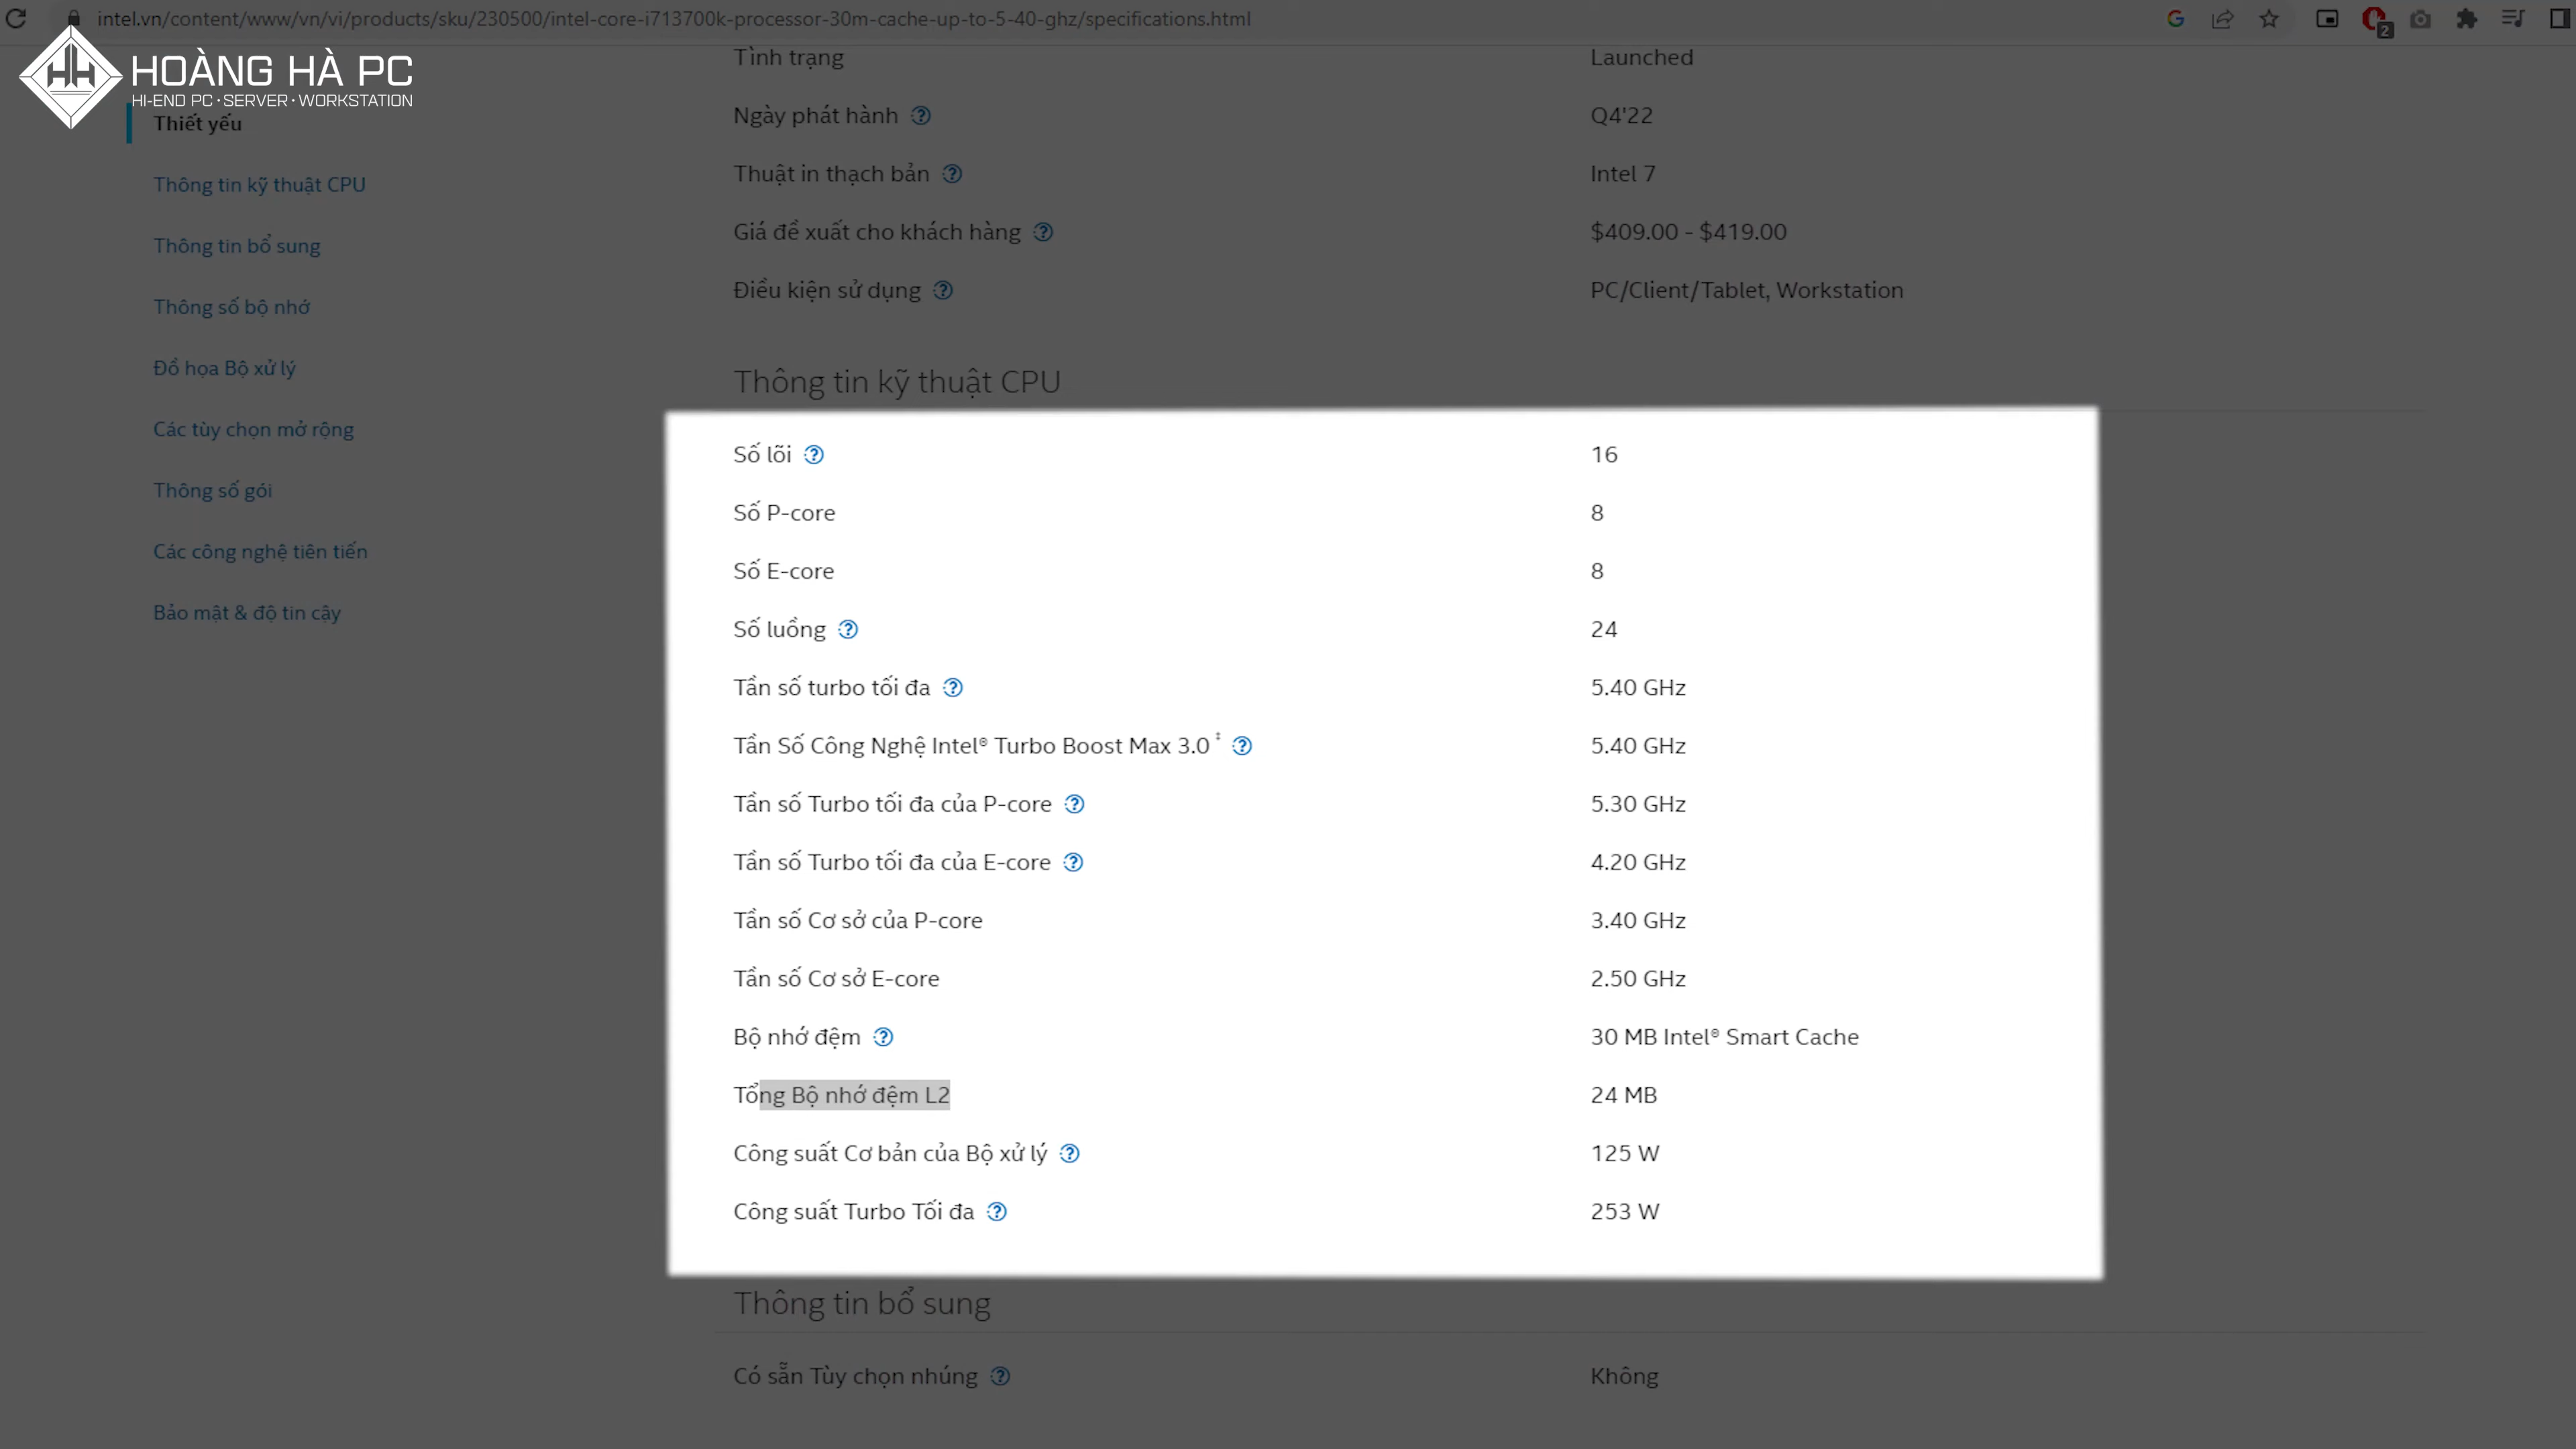 intel.vn/content/www/vn/vi/products/sku/230500/intel-core-i713700k-processor-30m-cache-up-to-5-40-ghz/specifications.html
2
HOÀNG HÀ PC
HI-END PC · SERVER · WORKSTATION
Thiết yếu
Thông tin kỹ thuật CPU
Thông tin bổ sung
Thông số bộ nhớ
Đồ họa Bộ xử lý
Các tùy chọn mở rộng
Thông số gói
Các công nghệ tiên tiến
Bảo mật & độ tin cậy
Tình trạng Launched
Ngày phát hành Q4'22
Thuật in thạch bản Intel 7
Giá đề xuất cho khách hàng $409.00 - $419.00
Điều kiện sử dụng PC/Client/Tablet, Workstation
Thông tin kỹ thuật CPU
Số lõi 16
Số P-core 8
Số E-core 8
Số luồng 24
Tần số turbo tối đa 5.40 GHz
Tần Số Công Nghệ Intel® Turbo Boost Max 3.0 ‡ 5.40 GHz
Tần số Turbo tối đa của P-core 5.30 GHz
Tần số Turbo tối đa của E-core 4.20 GHz
Tần số Cơ sở của P-core 3.40 GHz
Tần số Cơ sở E-core 2.50 GHz
Bộ nhớ đệm 30 MB Intel® Smart Cache
Tổng Bộ nhớ đệm L2 24 MB
Công suất Cơ bản của Bộ xử lý 125 W
Công suất Turbo Tối đa 253 W
Thông tin bổ sung
Có sẵn Tùy chọn nhúng Không